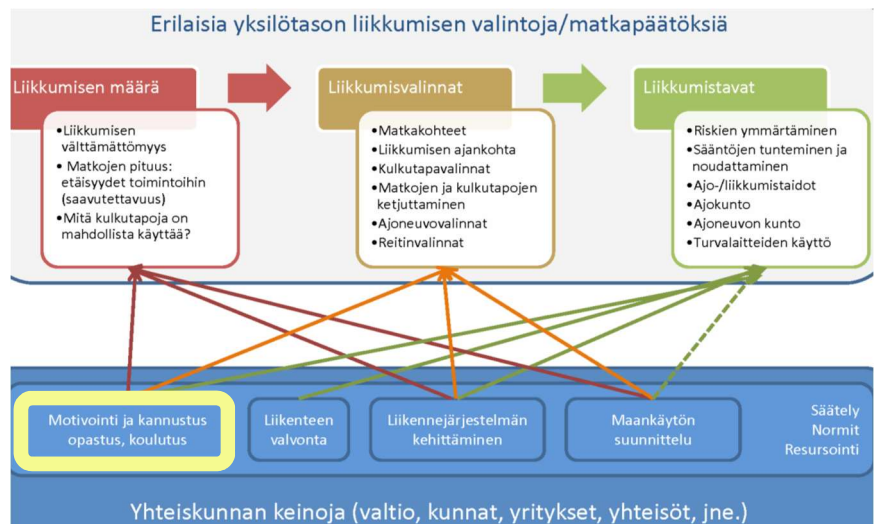 Erilaisia yksilötason liikkumisen valintoja/matkapäätöksiä
Liikkumisen määrä
•Liikkumisen
välttämättömyys
• Matkojen pituus:
etäisyydet toimintoihin
(saavutettavuus)
•Mitä kulkutapoja on
mahdollista käyttää?
Liikkumisvalinnat
•Matkakohteet
•Liikkumisen ajankohta
•Kulkutapavalinnat
•Matkojen ja kulkutapojen
ketjuttaminen
•Ajoneuvovalinnat
•Reitinvalinnat
Liikkumistavat
•Riskien ymmärtäminen
•Sääntöjen tunteminen ja
noudattaminen
•Ajo-/liikkumistaidot
•Ajokunto
•Ajoneuvon kunto
•Turvalaitteiden käyttö
Motivointi ja kannustus
opastus, koulutus
Liikenteen
valvonta
Liikennejärjestelmän
kehittäminen
Maankäytön
suunnittelu
Säätely
Normit
Resursointi
Yhteiskunnan keinoja (valtio, kunnat, yritykset, yhteisöt, jne.)